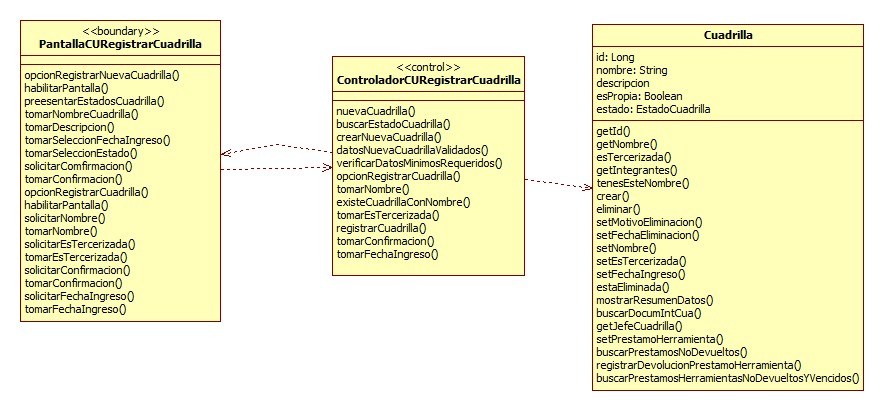 <<boundary>>
PantallaCURegistrarCuadrilla
opcionRegistrarNuevaCuadrilla()
habilitarPantalla()
preesentarEstadosCuadrilla()
tomarNombreCuadrilla()
tomarDescripcion()
tomarSeleccionFechaIngreso()
tomarSeleccionEstado()
solicitarComfirmacion()
tomarConfirmacion()
opcionRegistrarCuadrilla()
habilitarPantalla()
solicitarNombre()
tomarNombre()
solicitarEsTercerizada()
tomarEsTercerizada()
solicitarConfirmacion()
tomarConfirmacion()
solicitarFechaIngreso()
tomarFechaIngreso()
<<control>>
ControladorCURegistrarCuadrilla
nuevaCuadrilla()
buscarEstadoCuadrilla()
crearNuevaCuadrilla()
datosNuevaCuadrillaValidados()
verificarDatosMinimosRequeridos()
opcionRegistrarCuadrilla()
tomarNombre()
existeCuadrillaConNombre()
tomarEsTercerizada()
registrarCuadrilla()
tomarConfirmacion()
tomarFechaIngreso()
Cuadrilla
id: Long
nombre: String
descripcion
esPropia: Boolean
estado: EstadoCuadrilla
getId()
getNombre()
esTercerizada()
getIntegrantes()
tenesEsteNombre()
crear()
eliminar()
setMotivoEliminacion()
setFechaEliminacion()
setNombre()
setEsTercerizada()
setFechaIngreso()
estaEliminada()
mostrarResumenDatos()
buscarDocumIntCua()
getJefeCuadrilla()
setPrestamoHerramienta()
buscarPrestamosNoDevueltos()
registrarDevolucionPrestamoHerramienta()
buscarPrestamosHerramientasNoDevueltosYVencidos()